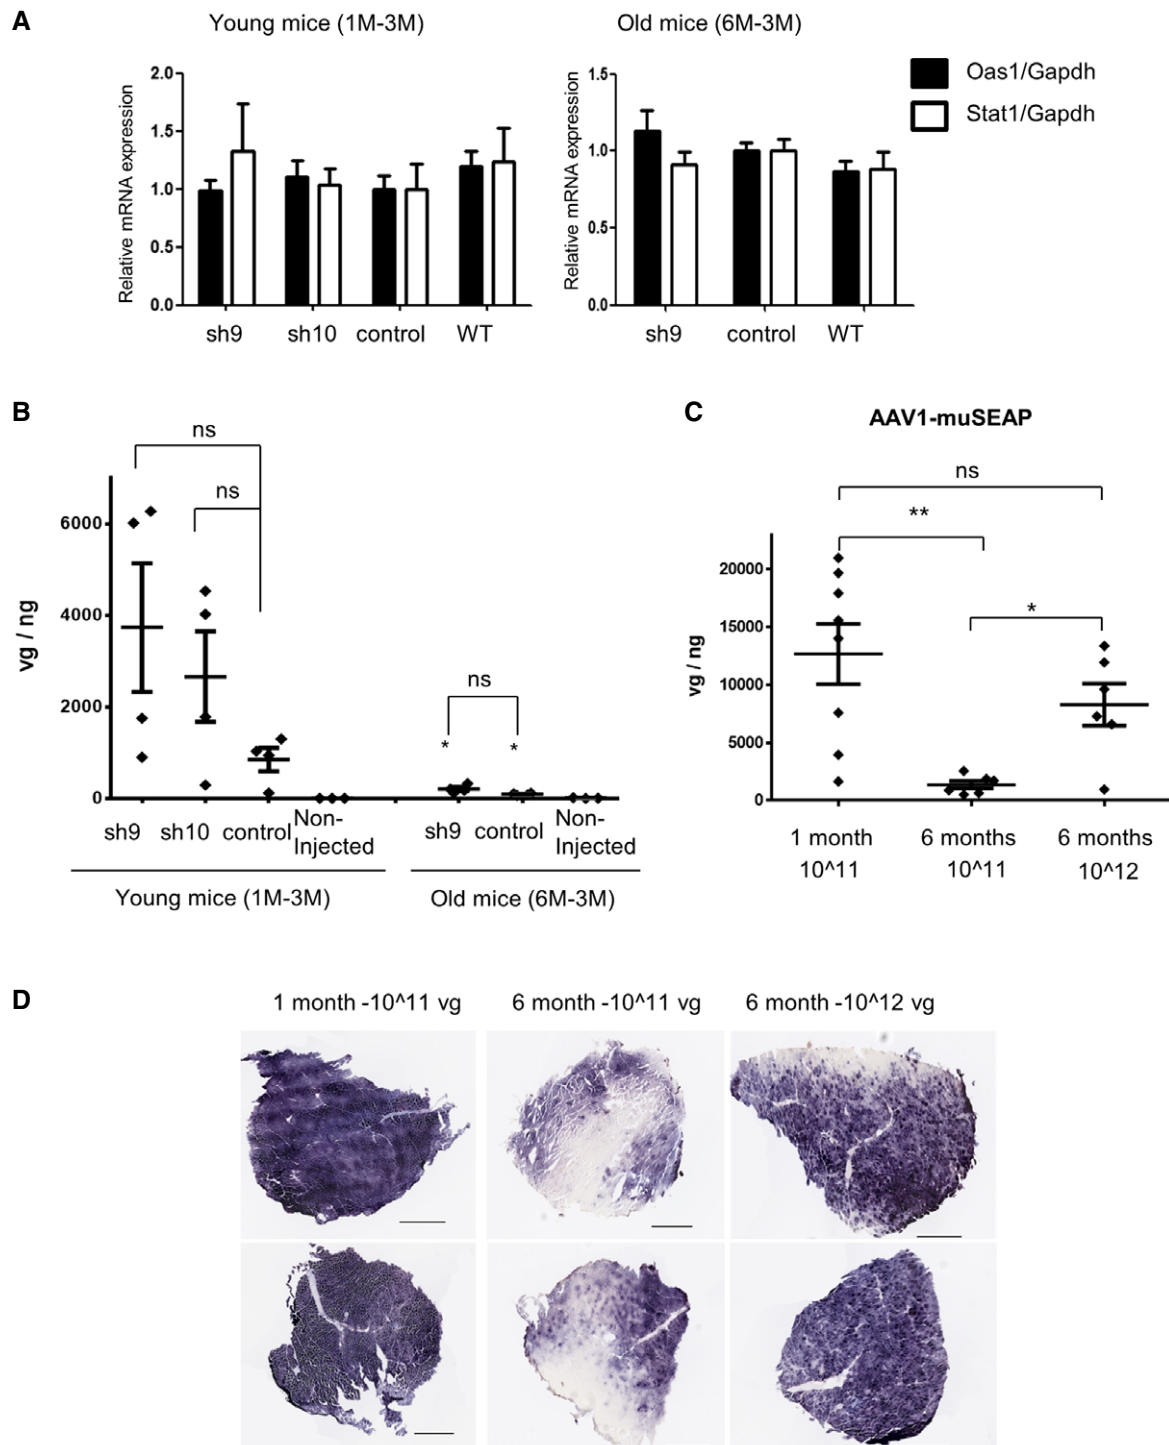 A
Young mice (1M-3M)
Old mice (6M-3M)
Oas1/Gapdh
Stat1/Gapdh
Relative mRNA expression
2.0
1.5
1.0
0.5
0.0
sh9 sh10 control WT
Relative mRNA expression
1.5
1.0
0.5
0.0
sh9 control WT
B
ns
ns
vg / ng
6000
4000
2000
0
ns
* *
sh9 sh10 control Non-
Injected
sh9 control Non-
Injected
Young mice (1M-3M)
Old mice (6M-3M)
C
AAV1-muSEAP
ns
**
*
vg / ng
20000
15000
10000
5000
0
1 month 6 months 6 months
10^11 10^11 10^12
D
1 month -10^11 vg
6 month -10^11 vg
6 month -10^12 vg